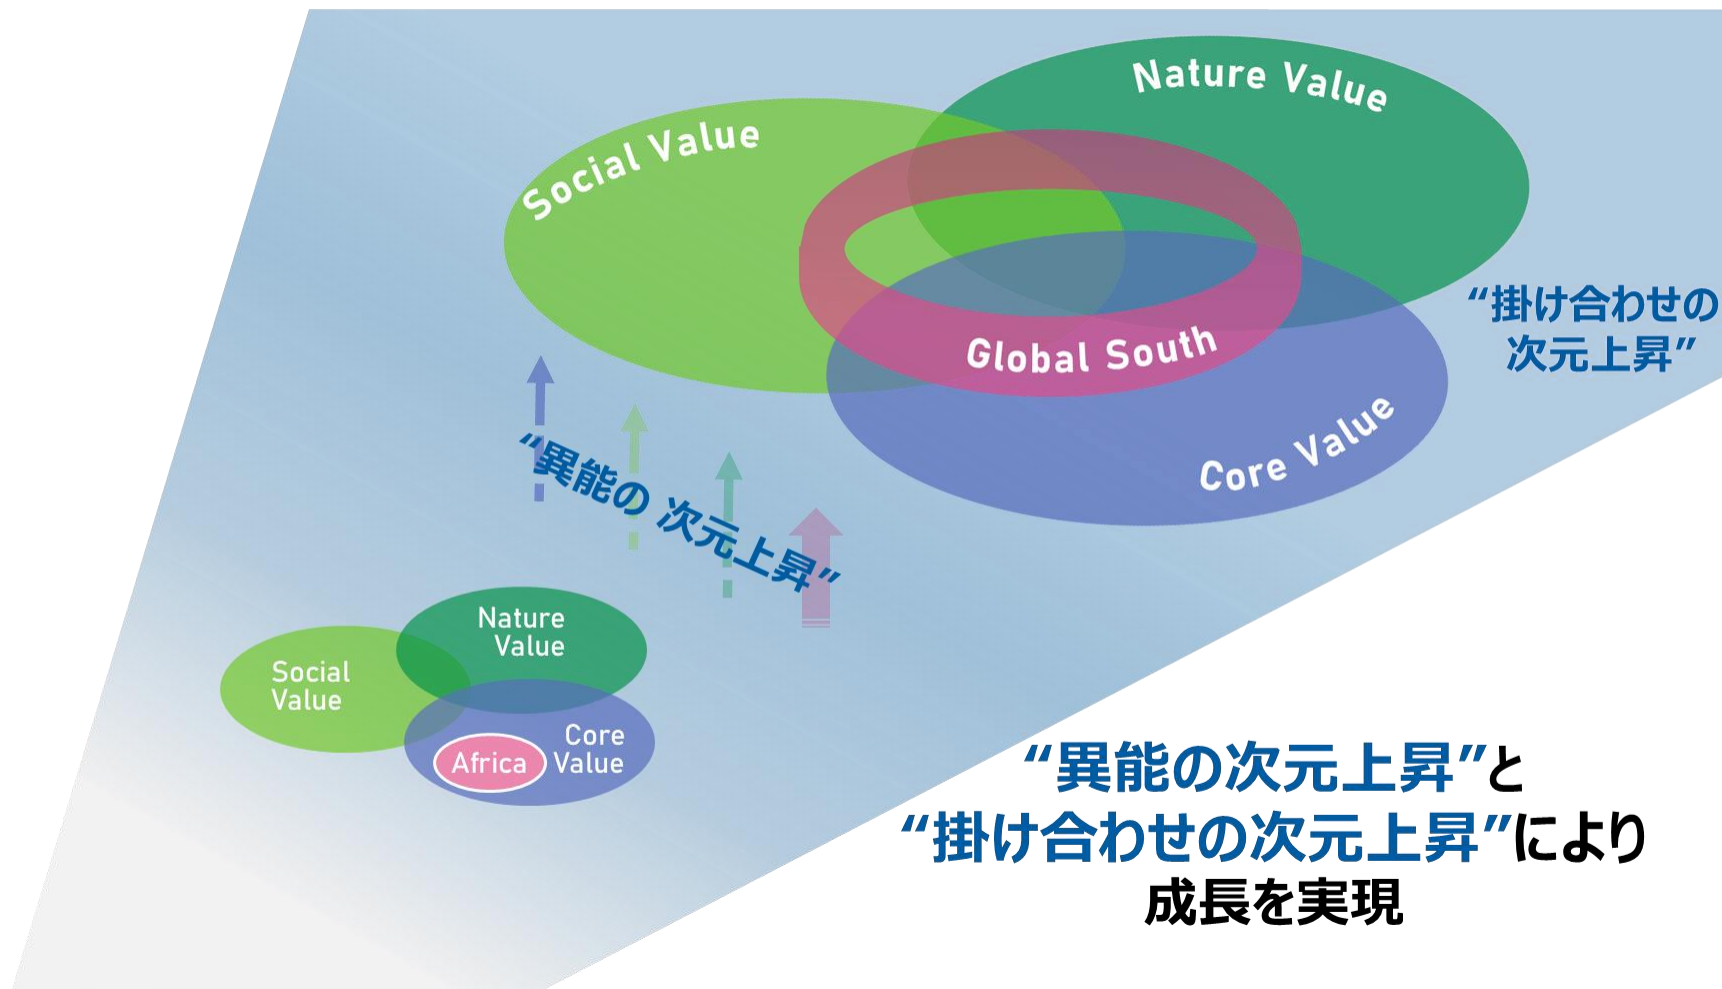 Nature Value
Social Value
Global South
Core Value
“掛け合わせの
次元上昇”
“異能の 次元上昇”
Nature
Value
Social
Value
Core
Value
Africa
“異能の次元上昇”と
“掛け合わせの次元上昇”により
成長を実現